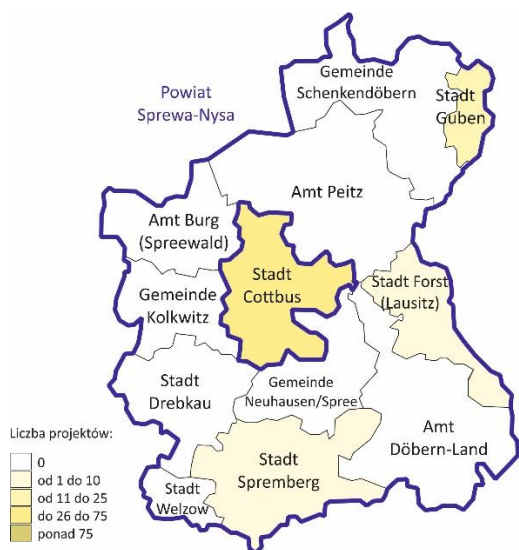 Powiat
Sprewa-Nysa
Gemeinde
Schenkendöbern
Stadt
Guben
Amt Peitz
Amt Burg
(Spreewald)
Stadt
Cottbus
Stadt Forst
(Lausitz)
Gemeinde
Kolkwitz
Stadt
Drebkau
Gemeinde
Neuhausen/Spree
Amt
Döbern-Land
Stadt
Spremberg
Stadt
Welzow
Liczba projektów:
0
od 1 do 10
od 11 do 25
do 26 do 75
ponad 75